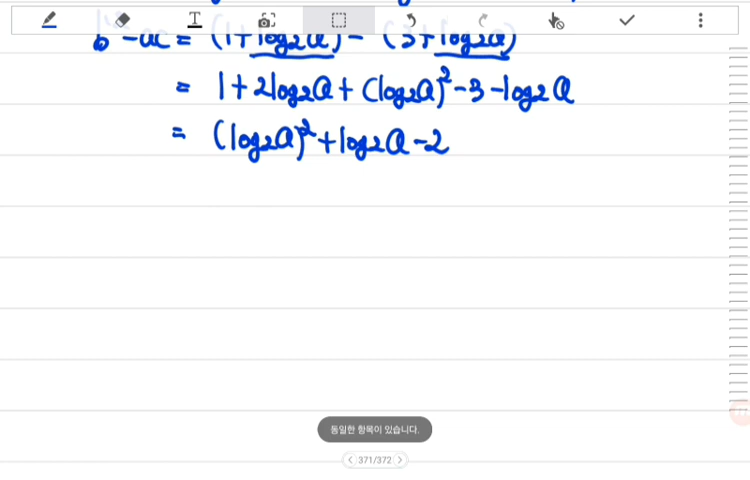 T
b²-ac = (1+log₂a)²-(3+log₂a)
= 1+2log₂a+(log₂a)²-3-log₂a
= (log₂a)²+log₂a-2
동일한 항목이 있습니다.
< 371/372 >